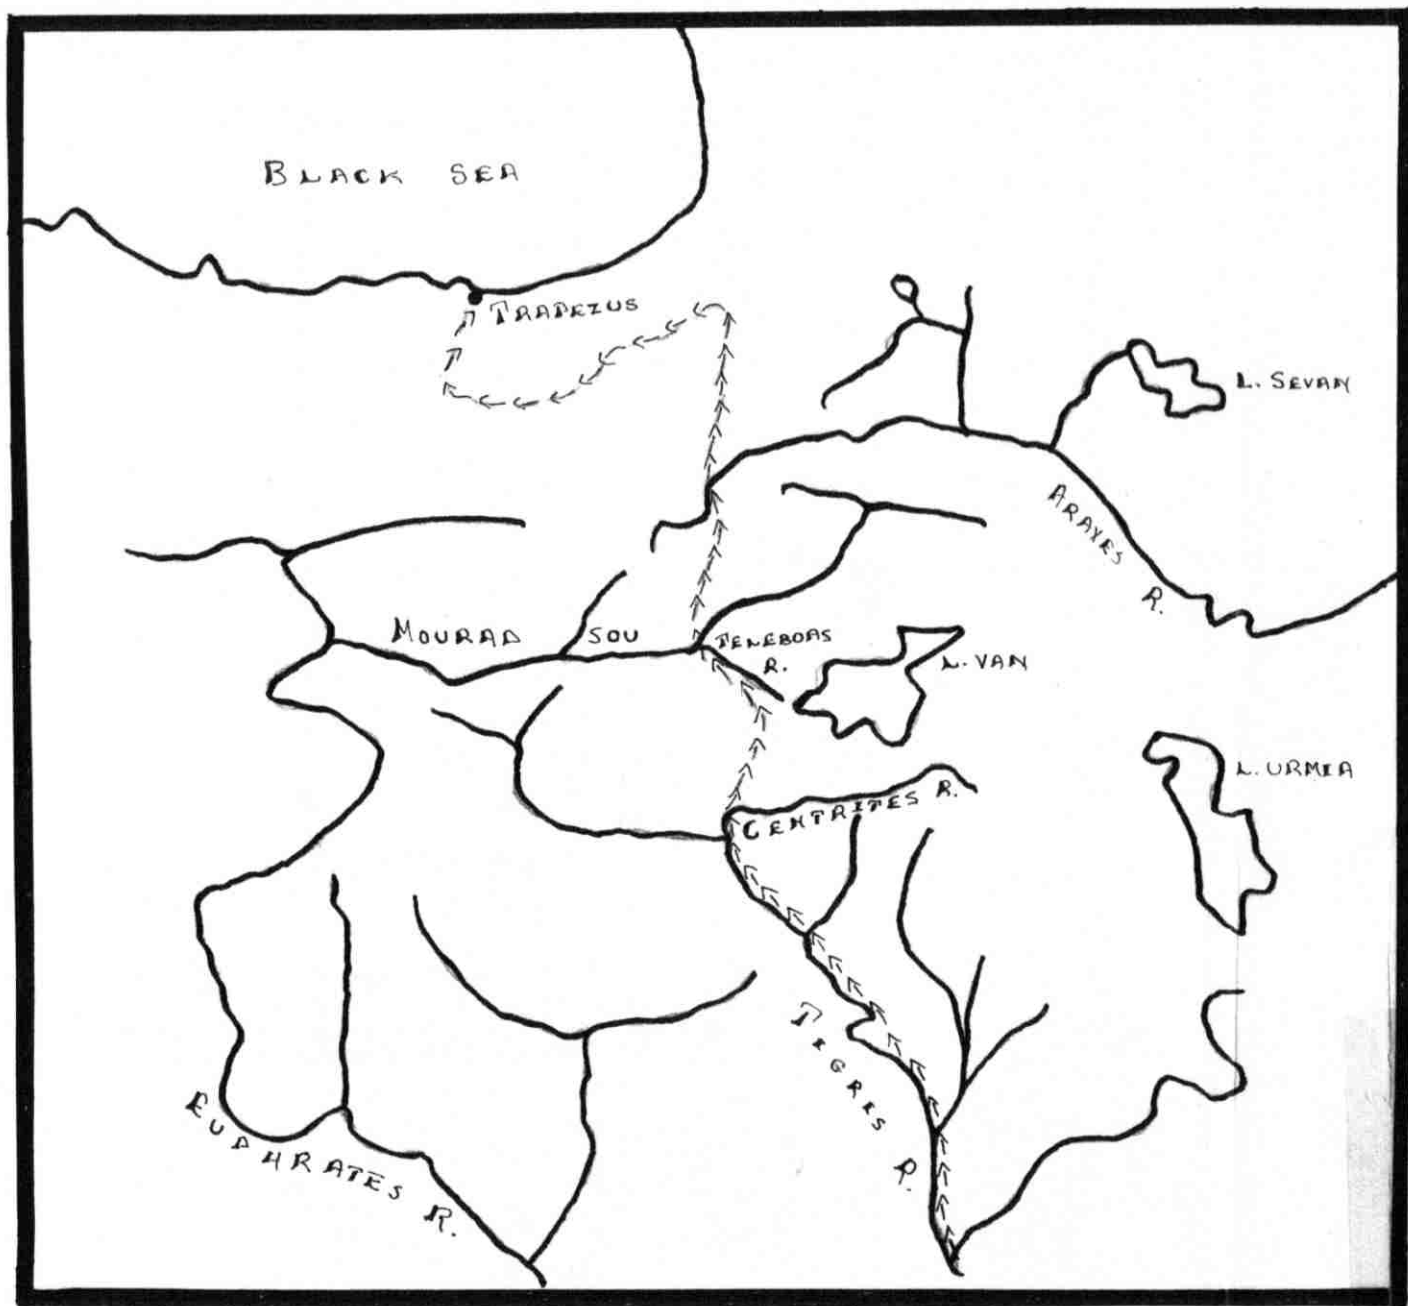 BLACK SEA
TRAPEZUS
L. SEVAN
ARAXES R.
MOURAD SOU
TELEBOAS R.
L. VAN
L. URMIA
CENTRITES R.
TIGRIS R.
EUPHRATES R.